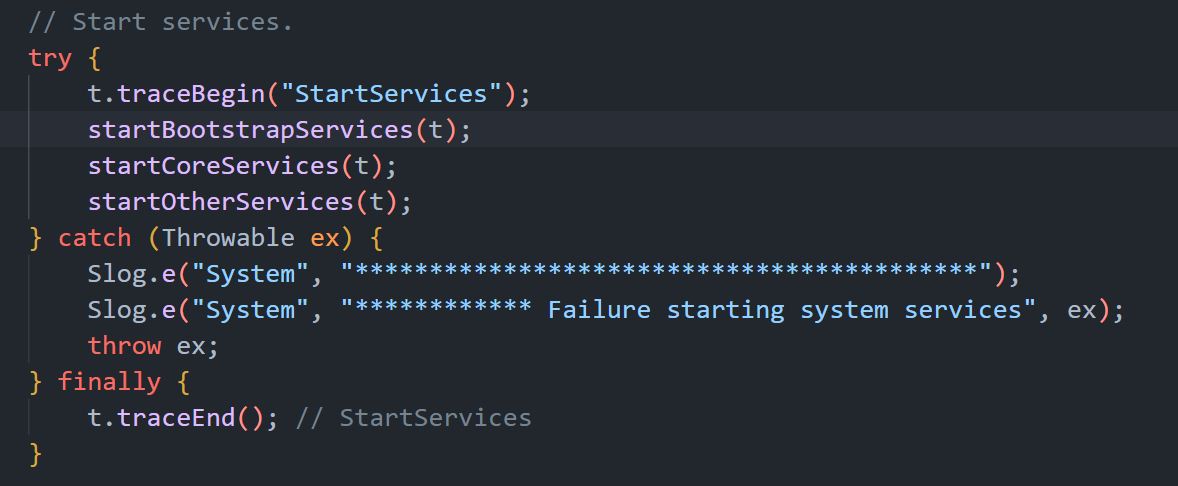 // Start services.
try {
t.traceBegin("StartServices");
startBootstrapServices(t);
startCoreServices(t);
startOtherServices(t);
} catch (Throwable ex) {
Slog.e("System", "******************************************");
Slog.e("System", "************ Failure starting system services", ex);
throw ex;
} finally {
t.traceEnd(); // StartServices
}